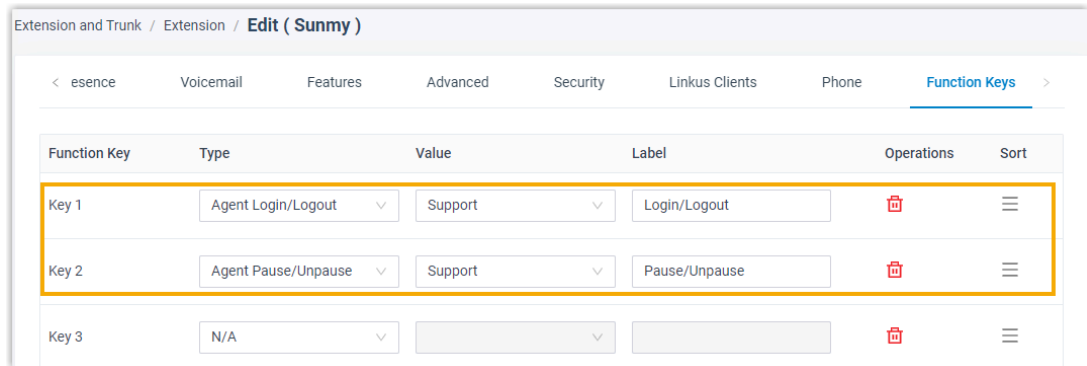 Extension and Trunk / Extension / Edit ( Sunmy )
< esence Voicemail Features Advanced Security Linkus Clients Phone Function Keys >
Function Key Type Value Label Operations Sort
Key 1 Agent Login/Logout Support Login/Logout
Key 2 Agent Pause/Unpause Support Pause/Unpause
Key 3 N/A